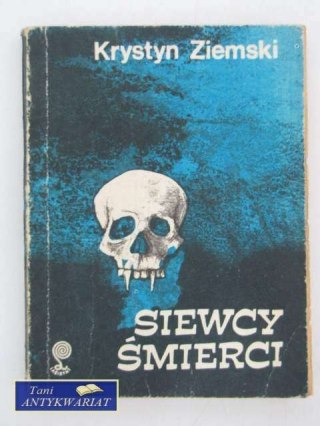 Krystyn Ziemski
SIEWCY
ŚMIERCI
Tani
ANTYKWARIAT